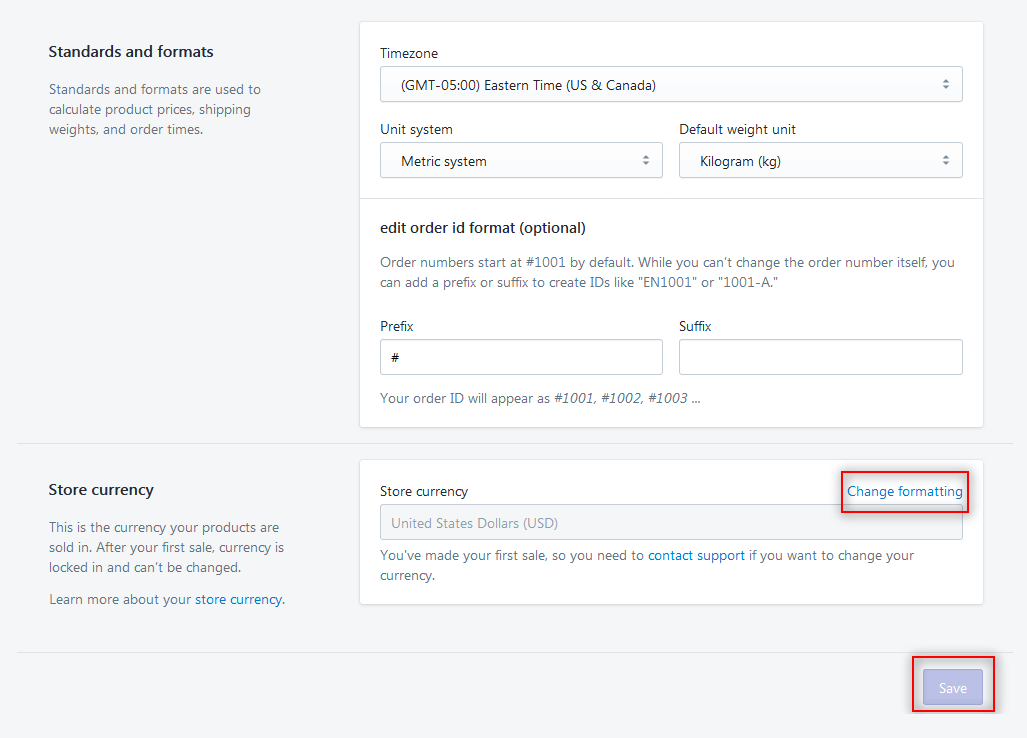 Standards and formats
Standards and formats are used to
calculate product prices, shipping
weights, and order times.
Timezone
(GMT-05:00) Eastern Time (US & Canada)
Unit system
Default weight unit
Metric system
Kilogram (kg)
edit order id format (optional)
Order numbers start at #1001 by default. While you can't change the order number itself, you
can add a prefix or suffix to create IDs like "EN1001" or "1001-A."
Prefix
Suffix
#
Your order ID will appear as #1001, #1002, #1003 ...
Store currency
This is the currency your products are
sold in. After your first sale, currency is
locked in and can't be changed.
Learn more about your store currency.
Store currency
Change formatting
United States Dollars (USD)
You've made your first sale, so you need to contact support if you want to change your
currency.
Save